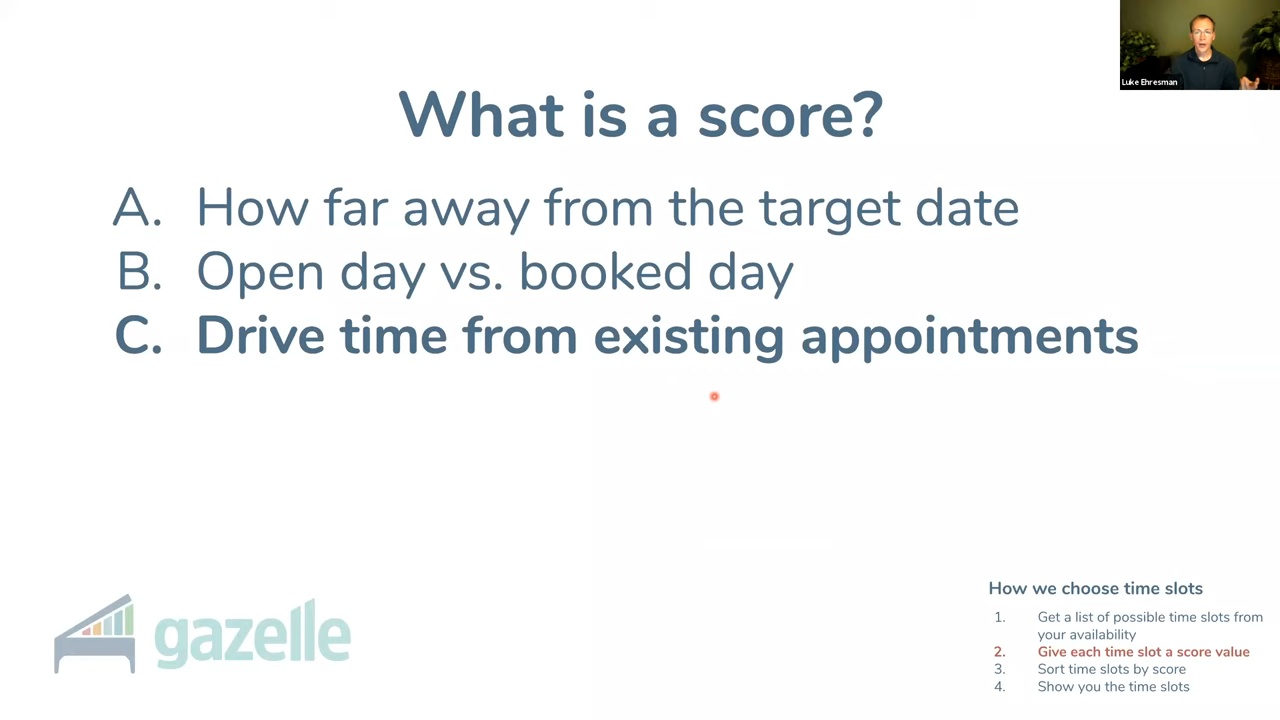 Luke Ehresman
What is a score?
A. How far away from the target date
B. Open day vs. booked day
C. Drive time from existing appointments
gazelle
How we choose time slots
1. Get a list of possible time slots from
your availability
2. Give each time slot a score value
3. Sort time slots by score
4. Show you the time slots